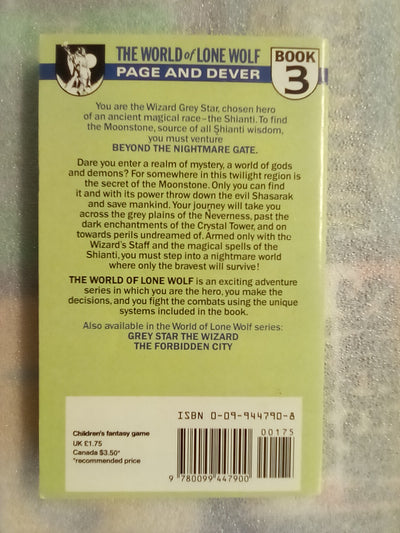 THE WORLD of LONE WOLF
PAGE AND DEVER
BOOK
3
You are the Wizard Grey Star, chosen hero
of an ancient magical race – the Shianti. To find
the Moonstone, source of all Shianti wisdom,
you must venture
BEYOND THE NIGHTMARE GATE.
Dare you enter a realm of mystery, a world of gods
and demons? For somewhere in this twilight region is
the secret of the Moonstone. Only you can find
it and with its power throw down the evil Shasarak
and save mankind. Your journey will take you
across the grey plains of the Neverness, past the
dark enchantments of the Crystal Tower, and on
towards perils undreamed of. Armed only with the
Wizard's Staff and the magical spells of the
Shianti, you must step into a nightmare world
where only the bravest will survive!
THE WORLD OF LONE WOLF is an exciting adventure
series in which you are the hero, you make the
decisions, and you fight the combats using the unique
systems included in the book.
Also available in the World of Lone Wolf series:
GREY STAR THE WIZARD
THE FORBIDDEN CITY
ISBN 0-09-944790-8
00175
Children's fantasy game
UK £1.75
Canada $3.50*
*recommended price
9 780099 447900